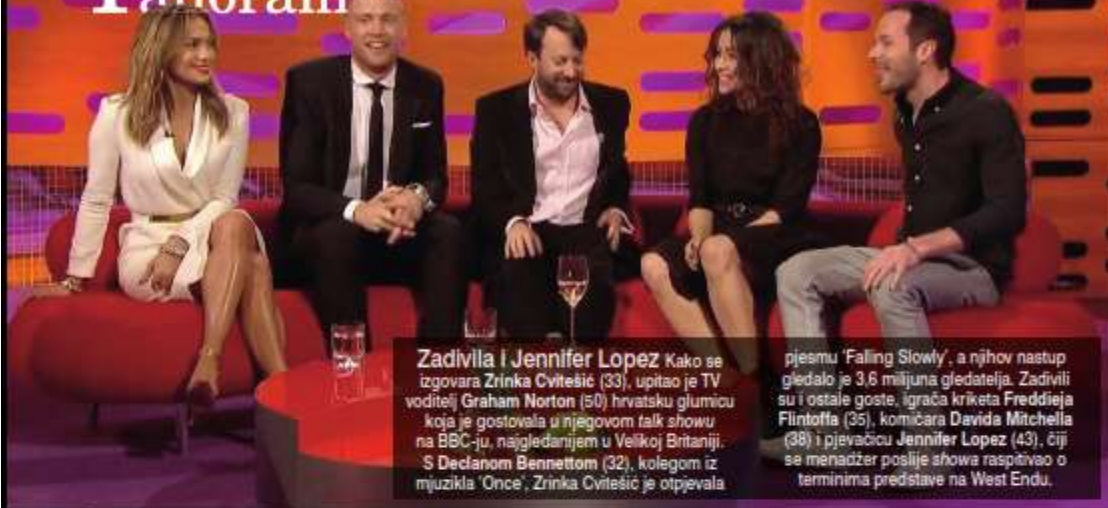 Panoram
Zadivila i Jennifer Lopez Kako se
izgovara Zrinka Cvitešić (33), upitao je TV
voditelj Graham Norton (50) hrvatsku glumicu
koja je gostovala u njegovom talk showu
na BBC-ju, najgledanijem u Velikoj Britaniji.
S Declanom Bennettom (32), kolegom iz
mjuzikla 'Once', Zrinka Cvitešić je otpjevala
pjesmu 'Falling Slowly', a njihov nastup
gledalo je 3,6 milijuna gledatelja. Zadivili
su i ostale goste, igrača kriketa Freddieja
Flintoffa (35), komičara Davida Mitchella
(38) i pjevačicu Jennifer Lopez (43), čiji
se menadžer poslije showa raspitivao o
terminima predstave na West Endu.